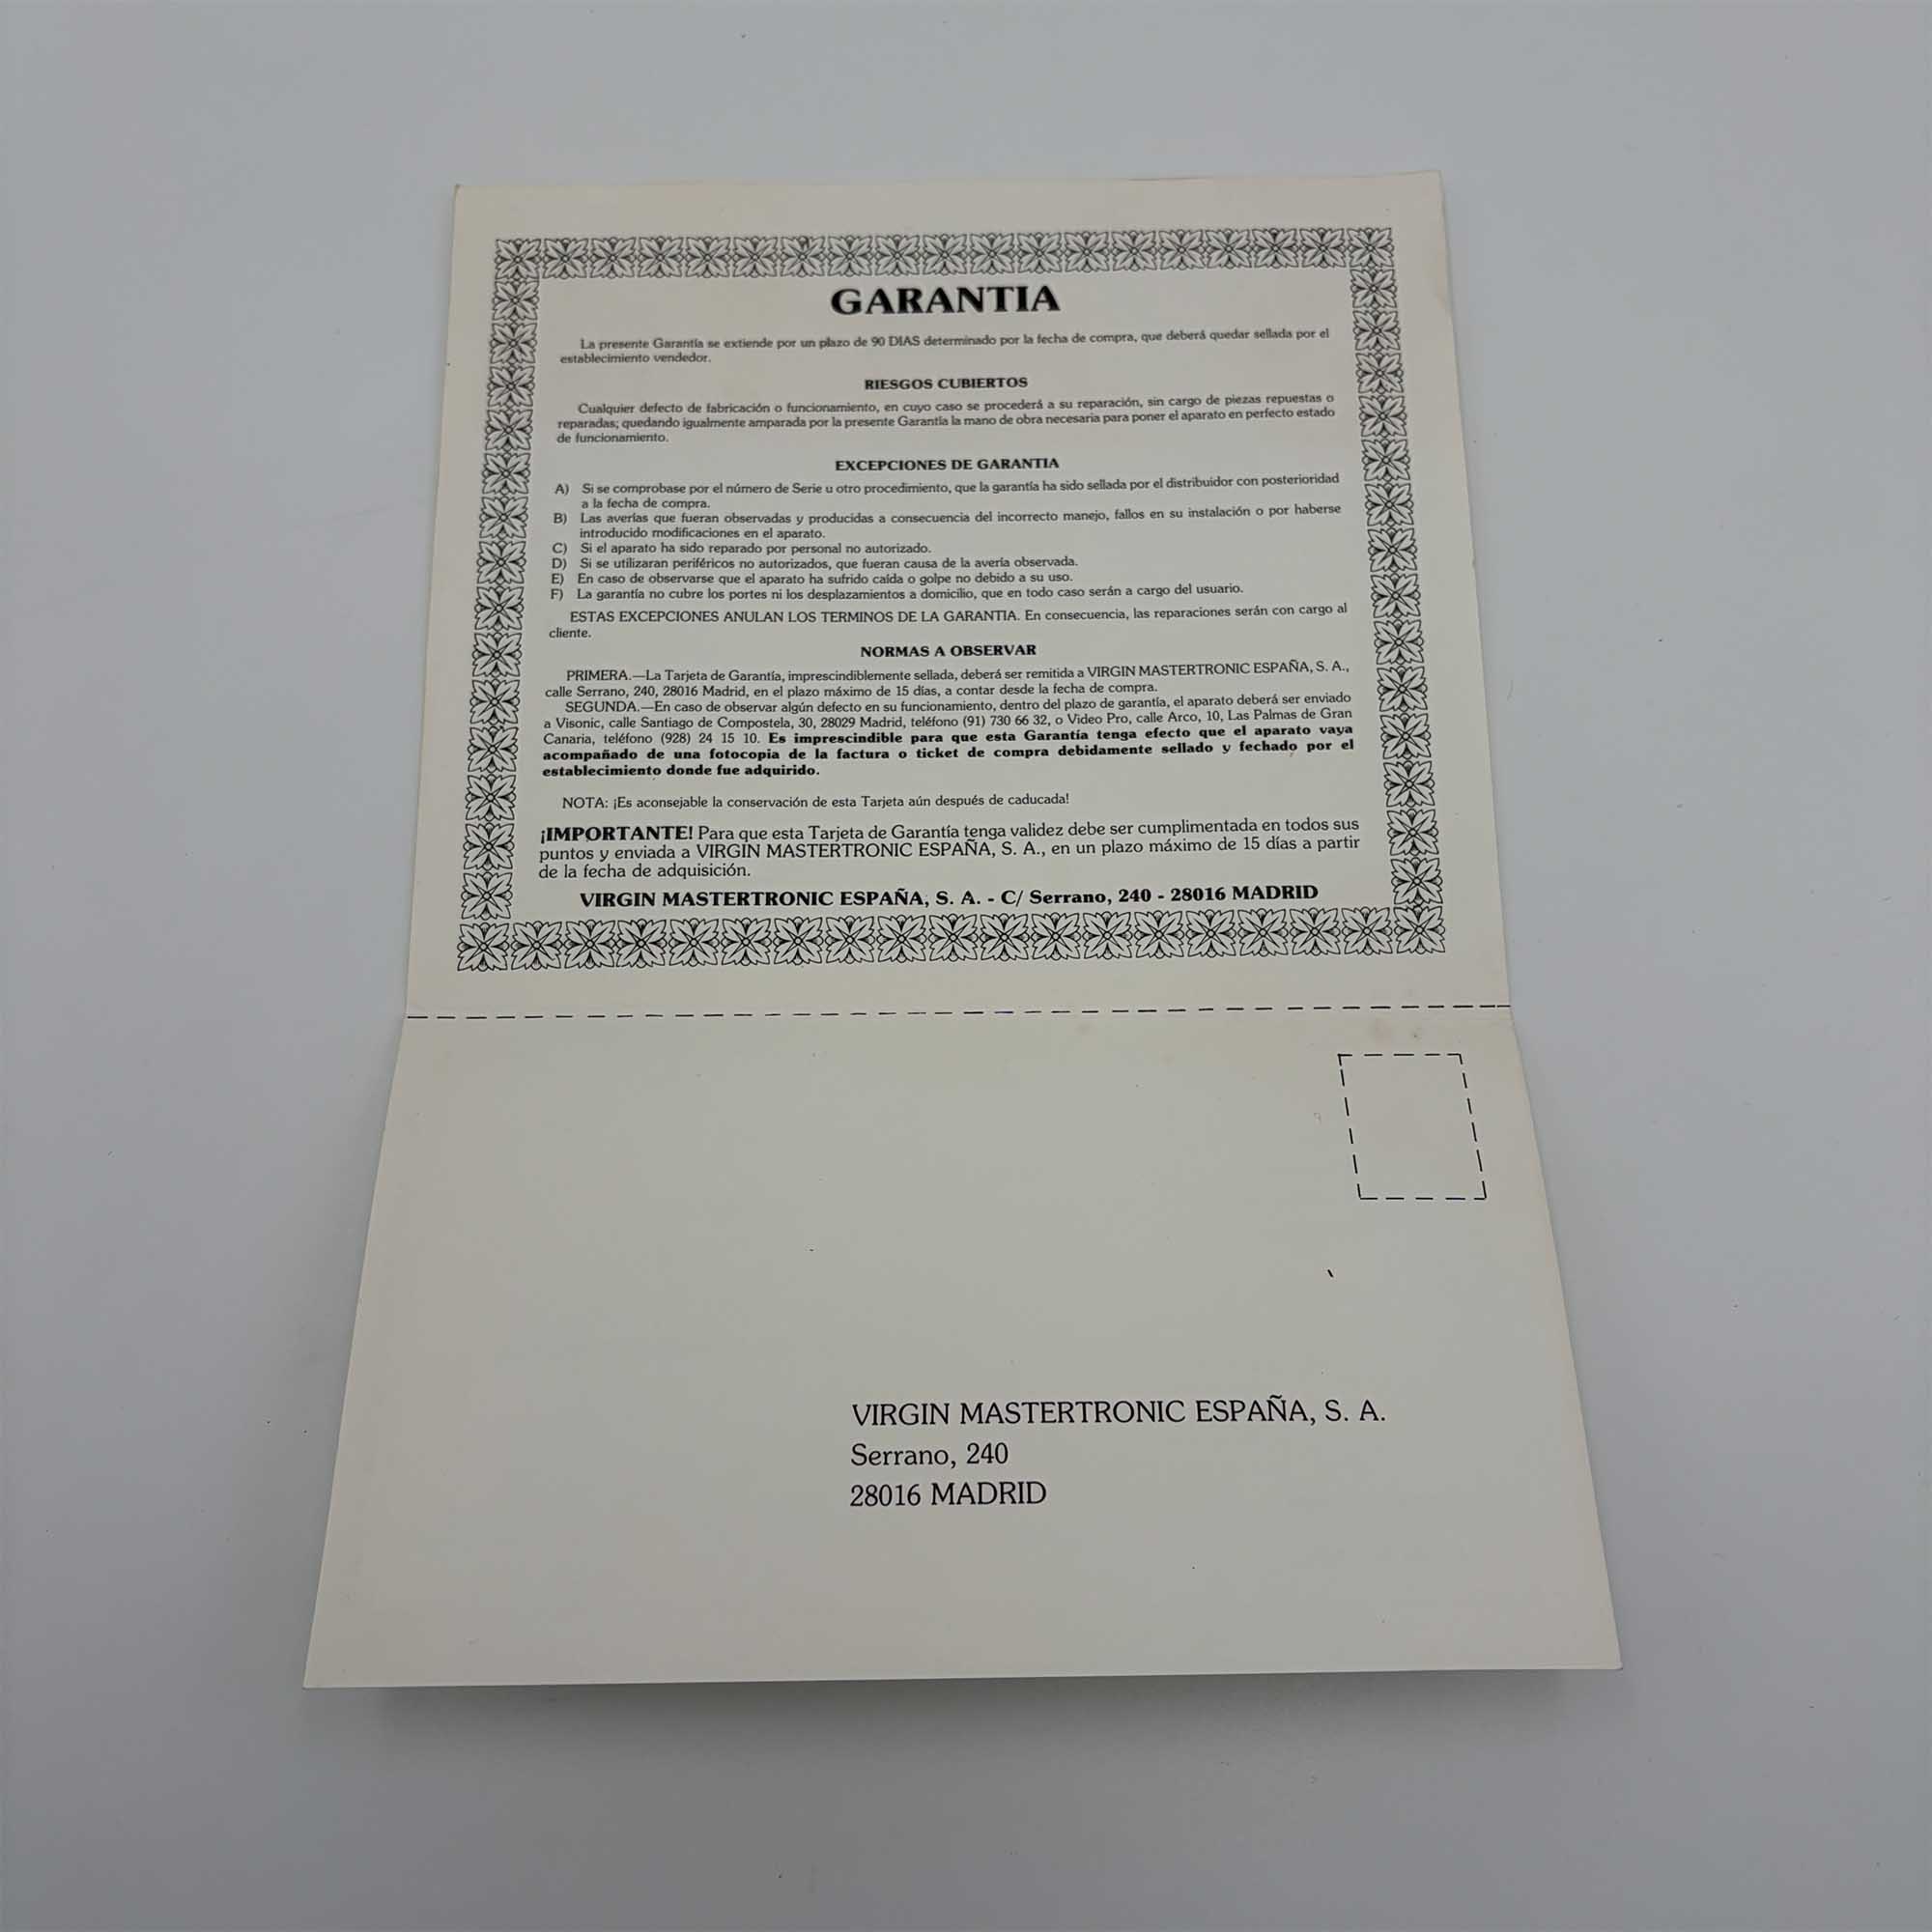 GARANTIA
La presente Garantía se extiende por un plazo de 90 DIAS determinado por la fecha de compra, que deberá quedar sellada por el
establecimiento vendedor.
RIESGOS CUBIERTOS
Cualquier defecto de fabricación o funcionamiento, en cuyo caso se procederá a su reparación, sin cargo de piezas repuestas o
reparadas; quedando igualmente amparada por la presente Garantía la mano de obra necesaria para poner el aparato en perfecto estado
de funcionamiento.
EXCEPCIONES DE GARANTIA
A) Si se comprobase por el número de Serie u otro procedimiento, que la garantía ha sido sellada por el distribuidor con posterioridad
a la fecha de compra.
B) Las averías que fueran observadas y producidas a consecuencia del incorrecto manejo, fallos en su instalación o por haberse
introducido modificaciones en el aparato.
C) Si el aparato ha sido reparado por personal no autorizado.
D) Si se utilizaran periféricos no autorizados, que fueran causa de la avería observada.
E) En caso de observarse que el aparato ha sufrido caída o golpe no debido a su uso.
F) La garantía no cubre los portes ni los desplazamientos a domicilio, que en todo caso serán a cargo del usuario.
ESTAS EXCEPCIONES ANULAN LOS TERMINOS DE LA GARANTIA. En consecuencia, las reparaciones serán con cargo al
cliente.
NORMAS A OBSERVAR
PRIMERA.—La Tarjeta de Garantía, imprescindiblemente sellada, deberá ser remitida a VIRGIN MASTERTRONIC ESPAÑA, S. A.,
calle Serrano, 240, 28016 Madrid, en el plazo máximo de 15 días, a contar desde la fecha de compra.
SEGUNDA.—En caso de observar algún defecto en su funcionamiento, dentro del plazo de garantía, el aparato deberá ser enviado
a Visonic, calle Santiago de Compostela, 30, 28029 Madrid, teléfono (91) 730 66 32, o Video Pro, calle Arco, 10, Las Palmas de Gran
Canaria, teléfono (928) 24 15 10. Es imprescindible para que esta Garantía tenga efecto que el aparato vaya
acompañado de una fotocopia de la factura o ticket de compra debidamente sellado y fechado por el
establecimiento donde fue adquirido.
NOTA: ¡Es aconsejable la conservación de esta Tarjeta aún después de caducada!
¡IMPORTANTE! Para que esta Tarjeta de Garantía tenga validez debe ser cumplimentada en todos sus
puntos y enviada a VIRGIN MASTERTRONIC ESPAÑA, S. A., en un plazo máximo de 15 días a partir
de la fecha de adquisición.
VIRGIN MASTERTRONIC ESPAÑA, S. A. - C/ Serrano, 240 - 28016 MADRID
VIRGIN MASTERTRONIC ESPAÑA, S. A.
Serrano, 240
28016 MADRID